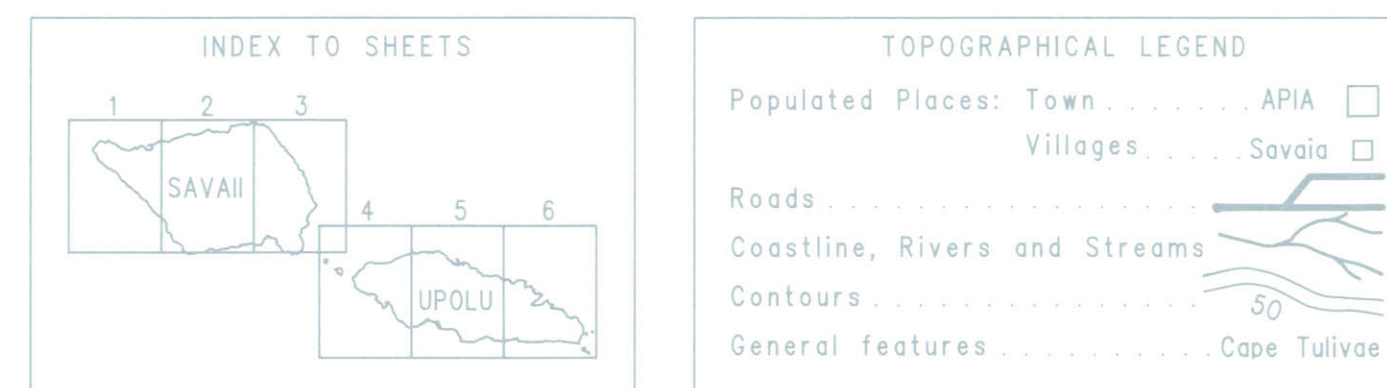 INDEX TO SHEETS
1 2 3
SAVAII
4 5 6
UPOLU
TOPOGRAPHICAL LEGEND
Populated Places: Town . . . . . . . APIA
Villages . . . . . Savaia
Roads . . . . . . . . . . . . . . . . .
Coastline, Rivers and Streams
Contours . . . . . . . . . . . . . . . 50
General features . . . . . . . . . . Cape Tulivae